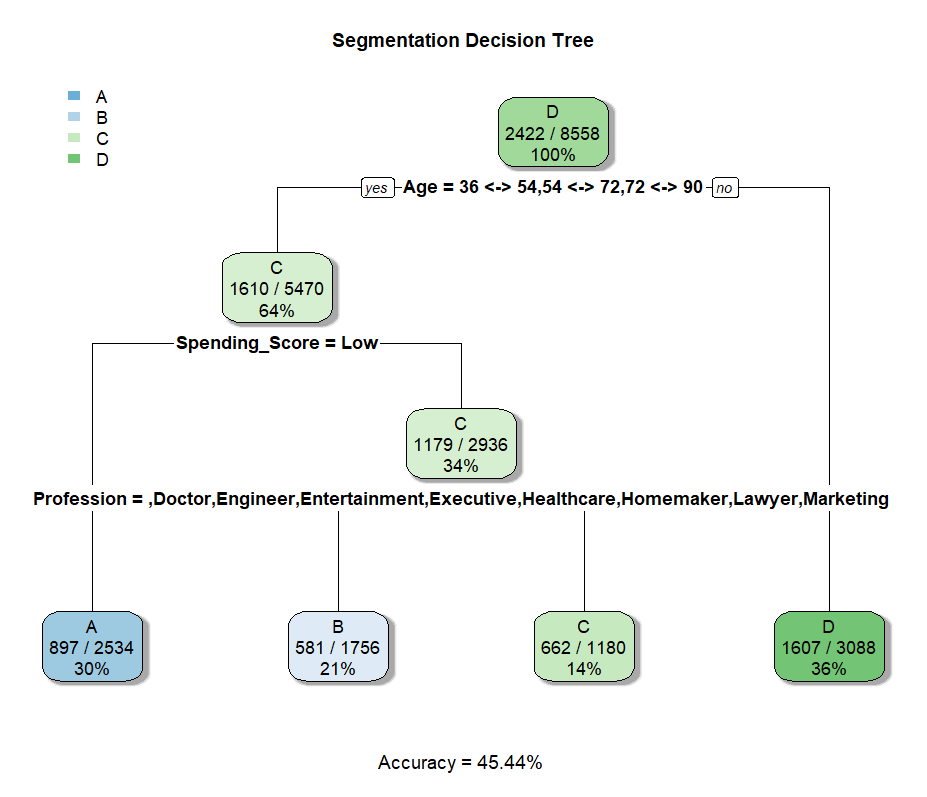 Segmentation Decision Tree
A
B
C
D
D
2422 / 8558
100%
yes Age = 36 <-> 54,54 <-> 72,72 <-> 90 no
C
1610 / 5470
64%
Spending_Score = Low
C
1179 / 2936
34%
Profession = ,Doctor,Engineer,Entertainment,Executive,Healthcare,Homemaker,Lawyer,Marketing
A
897 / 2534
30%
B
581 / 1756
21%
C
662 / 1180
14%
D
1607 / 3088
36%
Accuracy = 45.44%